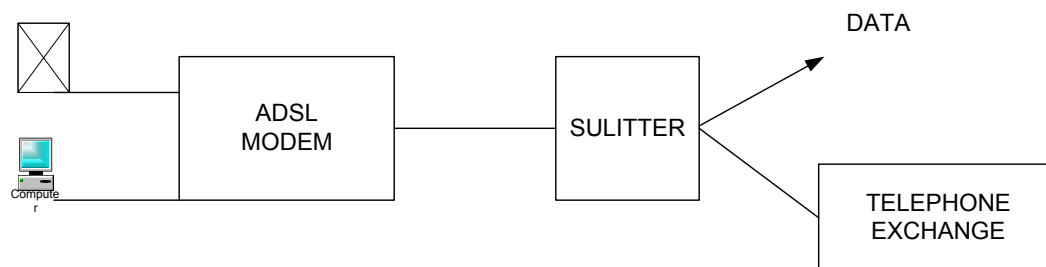 DATA
ADSL
MODEM
SULITTER
Compute
r
TELEPHONE
EXCHANGE